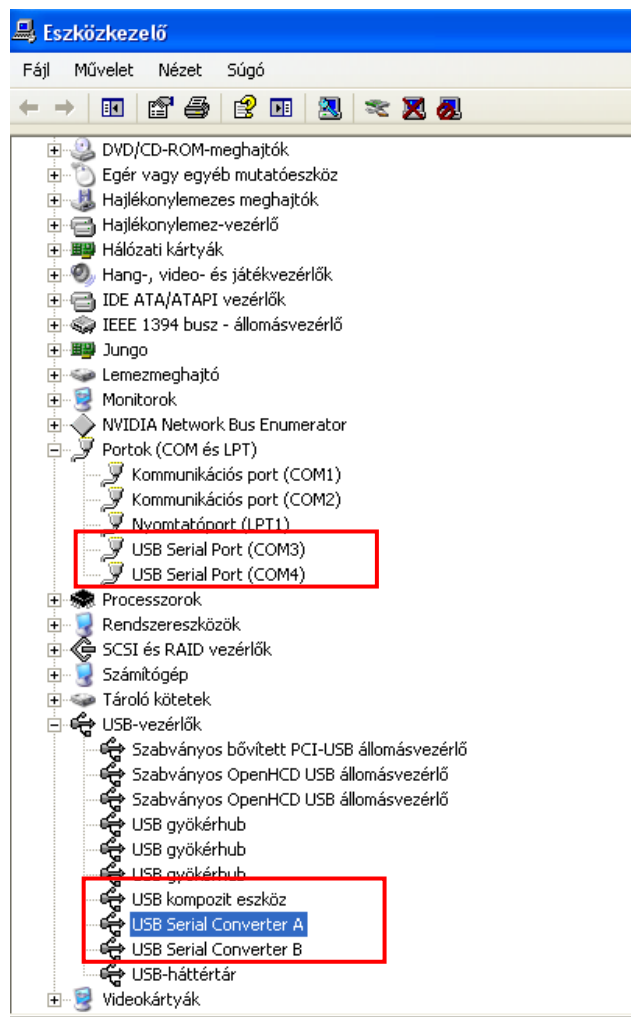 Eszközkezelő
Fájl Művelet Nézet Súgó
DVD/CD-ROM-meghajtók
Egér vagy egyéb mutatóeszköz
Hajlékonylemezes meghajtók
Hajlékonylemez-vezérlő
Hálózati kártyák
Hang-, video- és játékvezérlők
IDE ATA/ATAPI vezérlők
IEEE 1394 busz - állomásvezérlő
Jungo
Lemezmeghajtó
Monitorok
NVIDIA Network Bus Enumerator
Portok (COM és LPT)
Kommunikációs port (COM1)
Kommunikációs port (COM2)
Nyomtatóport (LPT1)
USB Serial Port (COM3)
USB Serial Port (COM4)
Processzorok
Rendszereszközök
SCSI és RAID vezérlők
Számítógép
Tároló kötetek
USB-vezérlők
Szabványos bővített PCI-USB állomásvezérlő
Szabványos OpenHCD USB állomásvezérlő
Szabványos OpenHCD USB állomásvezérlő
USB gyökérhub
USB gyökérhub
USB gyökérhub
USB kompozit eszköz
USB Serial Converter A
USB Serial Converter B
USB-háttértár
Videokártyák